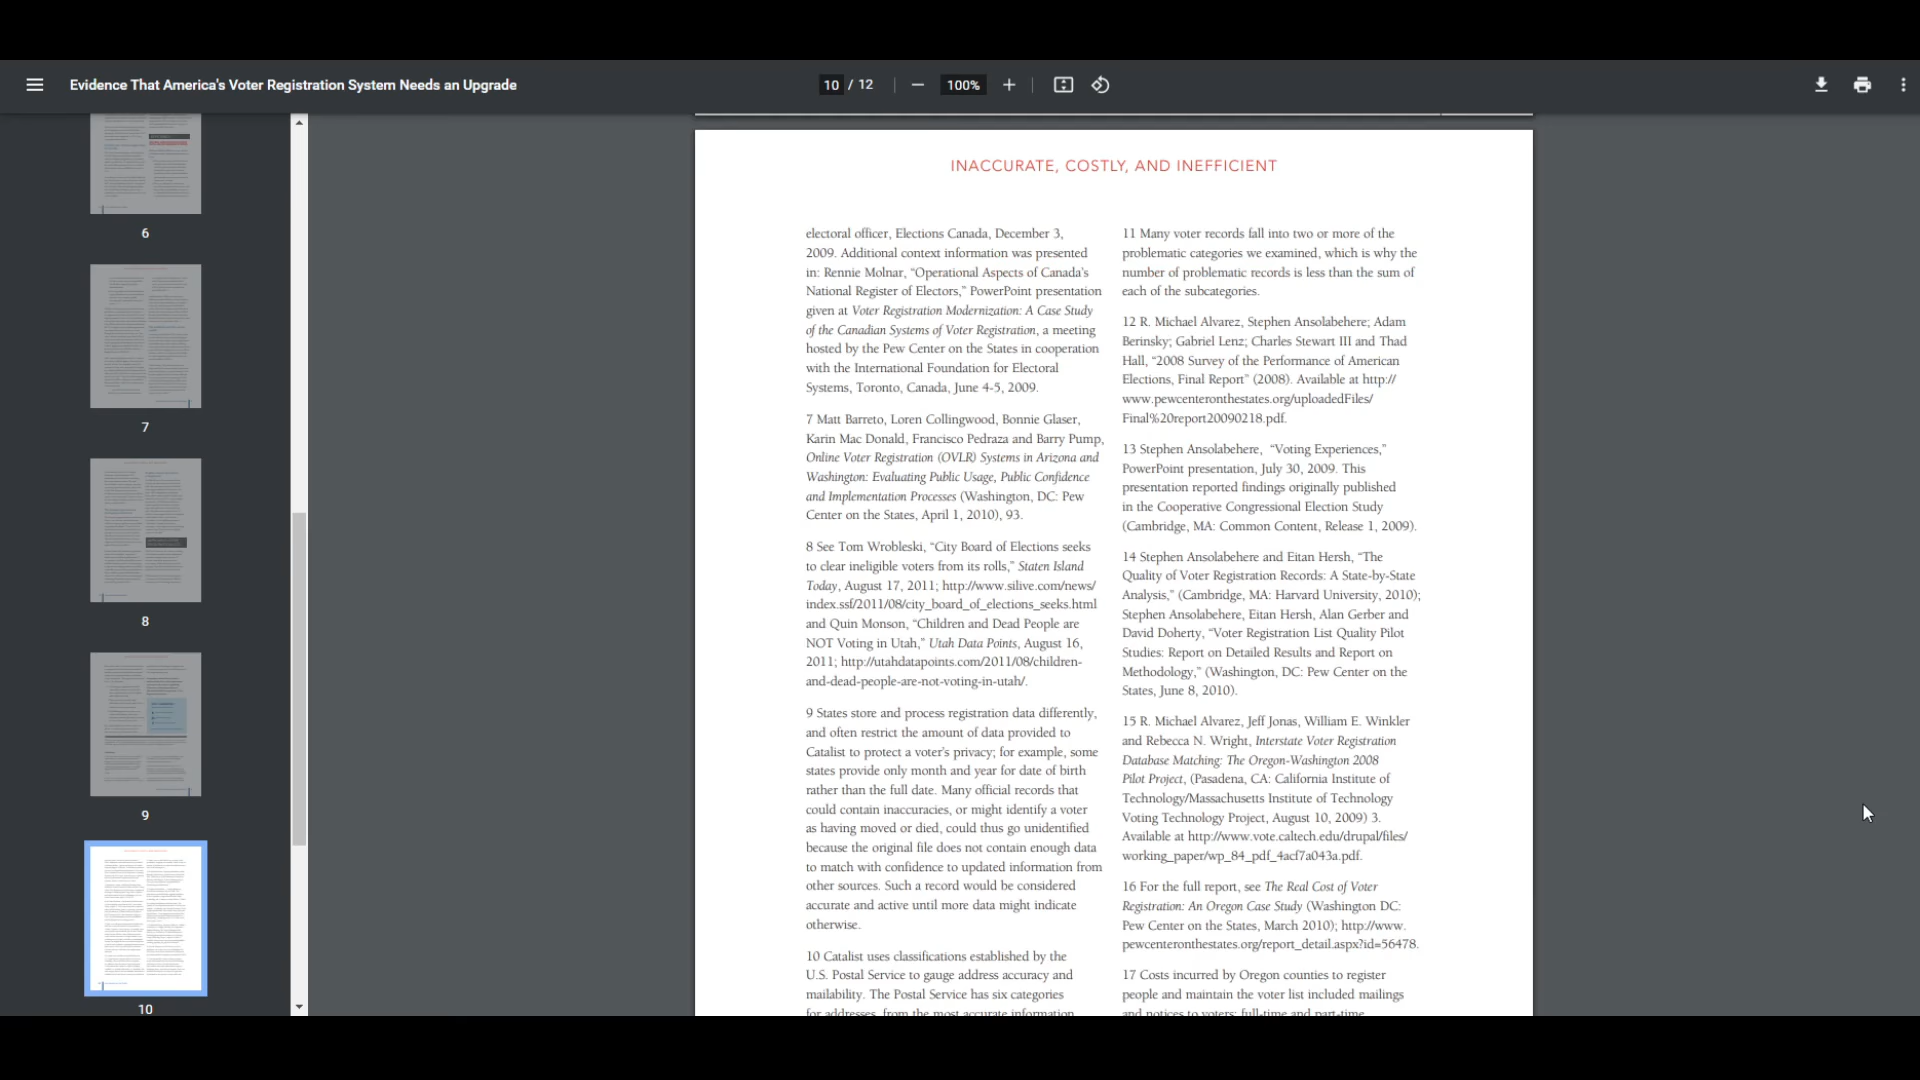 Evidence That America's Voter Registration System Needs an Upgrade
10 / 12
100%
6
7
8
9
10
INACCURATE, COSTLY, AND INEFFICIENT
electoral officer, Elections Canada, December 3,
2009. Additional context information was presented
in: Rennie Molnar, “Operational Aspects of Canada’s
National Register of Electors,” PowerPoint presentation
given at Voter Registration Modernization: A Case Study
of the Canadian Systems of Voter Registration, a meeting
hosted by the Pew Center on the States in cooperation
with the International Foundation for Electoral
Systems, Toronto, Canada, June 4-5, 2009.
7 Matt Barreto, Loren Collingwood, Bonnie Glaser,
Karin Mac Donald, Francisco Pedraza and Barry Pump,
Online Voter Registration (OVLR) Systems in Arizona and
Washington: Evaluating Public Usage, Public Confidence
and Implementation Processes (Washington, DC: Pew
Center on the States, April 1, 2010), 93.
8 See Tom Wrobleski, “City Board of Elections seeks
to clear ineligible voters from its rolls,” Staten Island
Today, August 17, 2011; http://www.silive.com/news/
index.ssf/2011/08/city_board_of_elections_seeks.html
and Quin Monson, “Children and Dead People are
NOT Voting in Utah,” Utah Data Points, August 16,
2011; http://utahdatapoints.com/2011/08/children-
and-dead-people-are-not-voting-in-utah/.
9 States store and process registration data differently,
and often restrict the amount of data provided to
Catalist to protect a voter’s privacy; for example, some
states provide only month and year for date of birth
rather than the full date. Many official records that
could contain inaccuracies, or might identify a voter
as having moved or died, could thus go unidentified
because the original file does not contain enough data
to match with confidence to updated information from
other sources. Such a record would be considered
accurate and active until more data might indicate
otherwise.
10 Catalist uses classifications established by the
U.S. Postal Service to gauge address accuracy and
mailability. The Postal Service has six categories
for addresses, from the most accurate information
11 Many voter records fall into two or more of the
problematic categories we examined, which is why the
number of problematic records is less than the sum of
each of the subcategories.
12 R. Michael Alvarez, Stephen Ansolabehere; Adam
Berinsky; Gabriel Lenz; Charles Stewart III and Thad
Hall, “2008 Survey of the Performance of American
Elections, Final Report” (2008). Available at http://
www.pewcenteronthestates.org/uploadedFiles/
Final%20report20090218.pdf.
13 Stephen Ansolabehere, “Voting Experiences,”
PowerPoint presentation, July 30, 2009. This
presentation reported findings originally published
in the Cooperative Congressional Election Study
(Cambridge, MA: Common Content, Release 1, 2009).
14 Stephen Ansolabehere and Eitan Hersh, “The
Quality of Voter Registration Records: A State-by-State
Analysis,” (Cambridge, MA: Harvard University, 2010);
Stephen Ansolabehere, Eitan Hersh, Alan Gerber and
David Doherty, “Voter Registration List Quality Pilot
Studies: Report on Detailed Results and Report on
Methodology,” (Washington, DC: Pew Center on the
States, June 8, 2010).
15 R. Michael Alvarez, Jeff Jonas, William E. Winkler
and Rebecca N. Wright, Interstate Voter Registration
Database Matching: The Oregon-Washington 2008
Pilot Project, (Pasadena, CA: California Institute of
Technology/Massachusetts Institute of Technology
Voting Technology Project, August 10, 2009) 3.
Available at http://www.vote.caltech.edu/drupal/files/
working_paper/wp_84_pdf_4acf7a043a.pdf.
16 For the full report, see The Real Cost of Voter
Registration: An Oregon Case Study (Washington DC:
Pew Center on the States, March 2010); http://www.
pewcenteronthestates.org/report_detail.aspx?id=56478.
17 Costs incurred by Oregon counties to register
people and maintain the voter list included mailings
and notices to voters; full-time and part-time